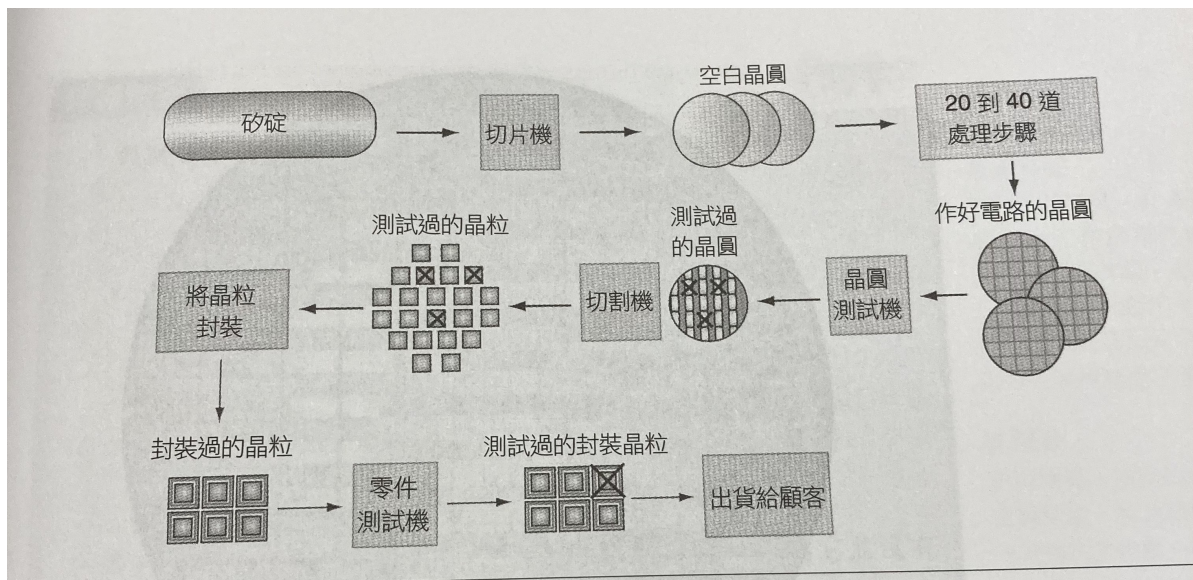 矽碇
切片機
空白晶圓
20 到 40 道
處理步驟
作好電路的晶圓
晶圓
測試機
測試過
的晶圓
切割機
測試過的晶粒
將晶粒
封裝
封裝過的晶粒
零件
測試機
測試過的封裝晶粒
出貨給顧客